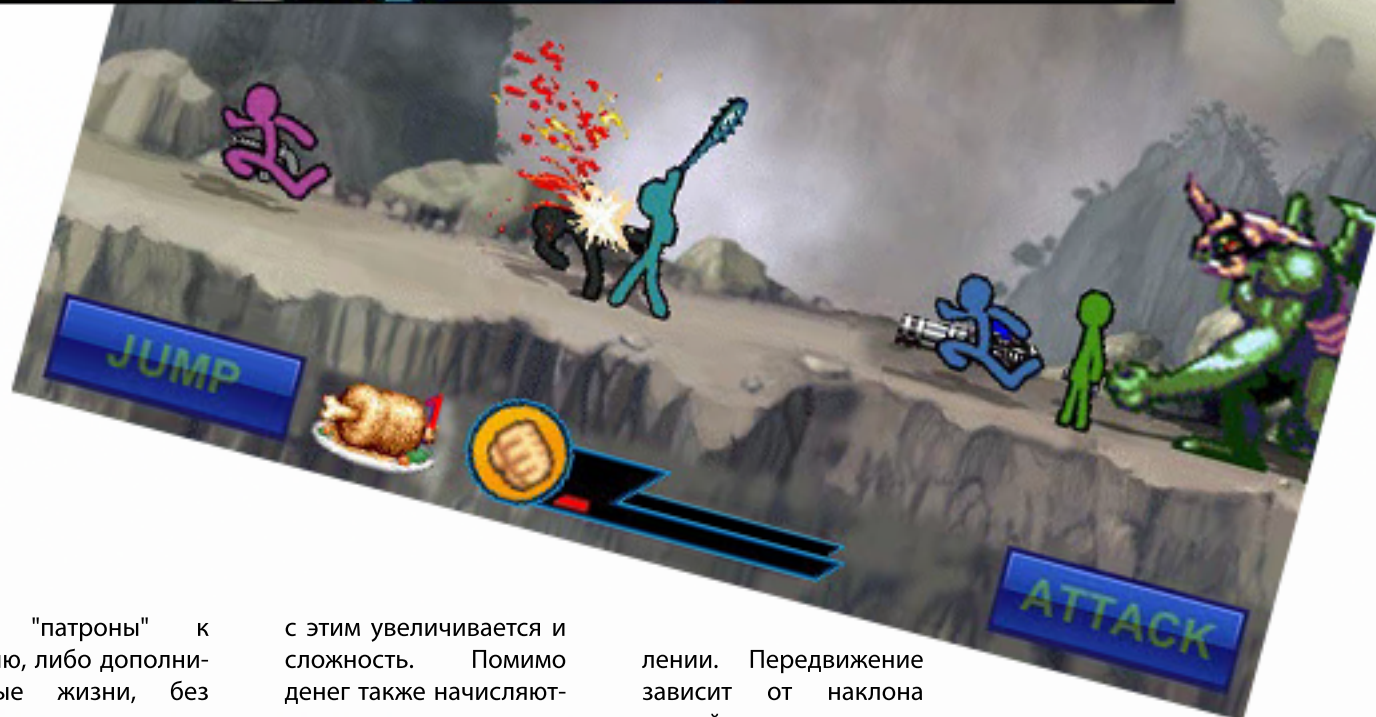 JUMP
ATTACK
"патроны" к
либо дополни-
жизни, без
с этим увеличивается и
сложность. Помимо
денег также начисляют-
лении. Передвижение
зависит от наклона